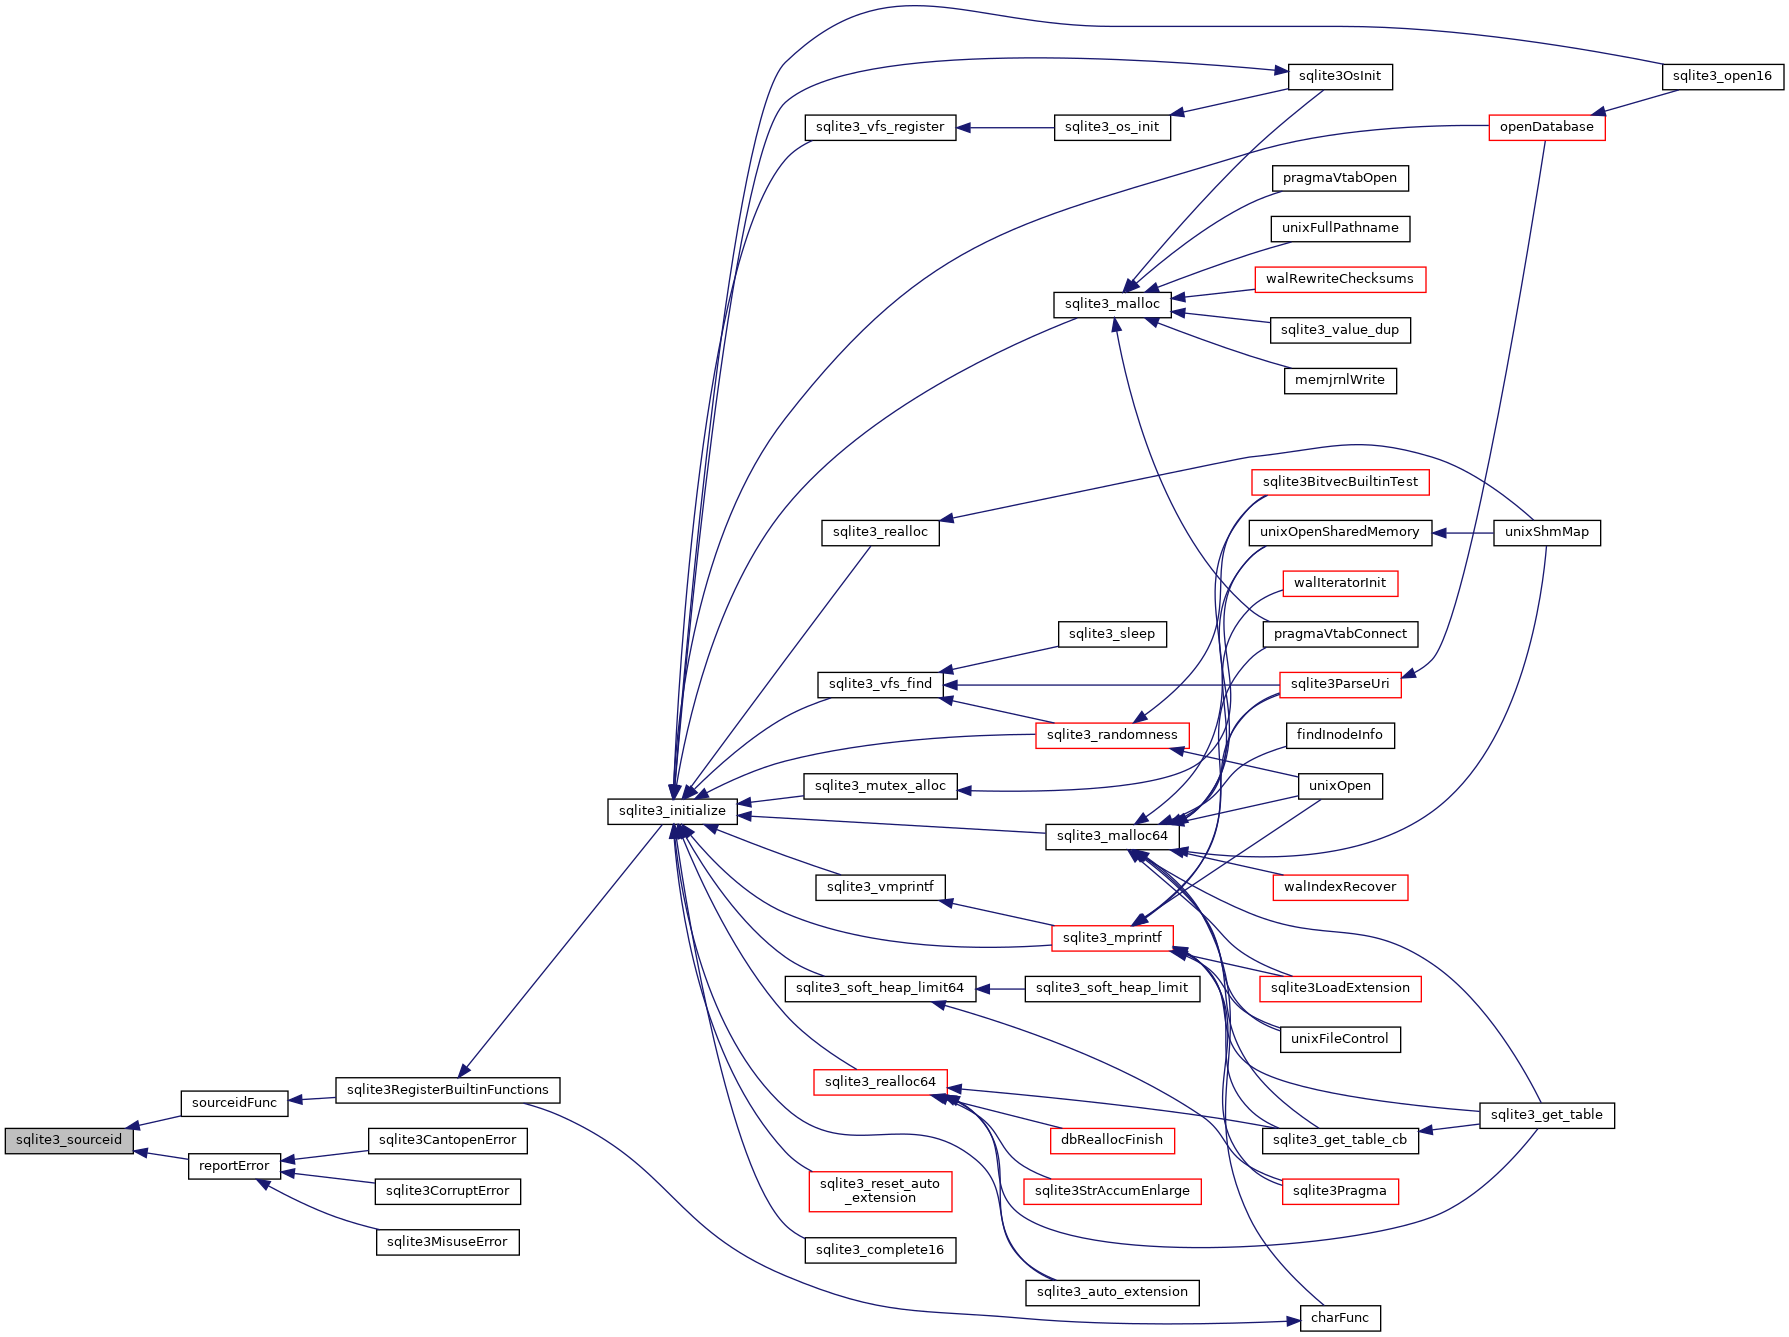 sqlite3_sourceid
sourceidFunc
reportError
sqlite3RegisterBuiltinFunctions
sqlite3CantopenError
sqlite3CorruptError
sqlite3MisuseError
sqlite3_initialize
sqlite3_vfs_register
sqlite3_realloc
sqlite3_vfs_find
sqlite3_mutex_alloc
sqlite3_vmprintf
sqlite3_soft_heap_limit64
sqlite3_realloc64
sqlite3_reset_auto
_extension
sqlite3_complete16
sqlite3_os_init
sqlite3_malloc
sqlite3_sleep
sqlite3_randomness
sqlite3_malloc64
sqlite3_mprintf
sqlite3_soft_heap_limit
dbReallocFinish
sqlite3StrAccumEnlarge
sqlite3_auto_extension
sqlite3OsInit
pragmaVtabOpen
unixFullPathname
walRewriteChecksums
sqlite3_value_dup
memjrnlWrite
sqlite3BitvecBuiltinTest
unixOpenSharedMemory
walIteratorInit
pragmaVtabConnect
sqlite3ParseUri
findInodeInfo
unixOpen
walIndexRecover
sqlite3LoadExtension
unixFileControl
sqlite3_get_table_cb
sqlite3Pragma
charFunc
openDatabase
unixShmMap
sqlite3_get_table
sqlite3_open16